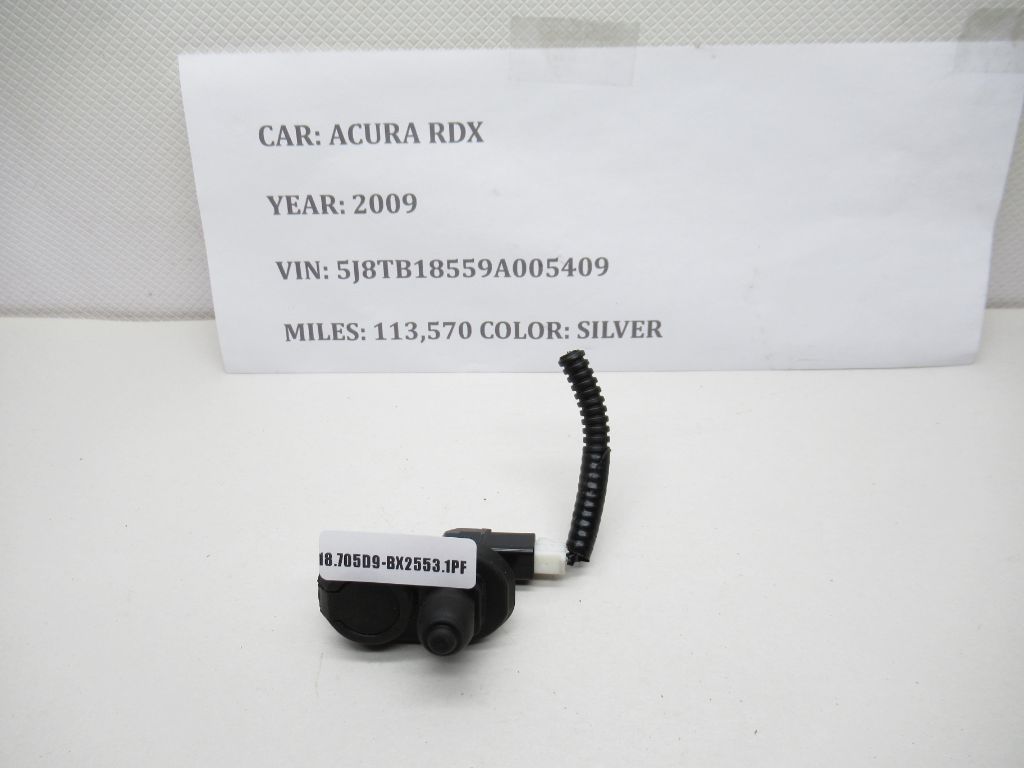 CAR: ACURA RDX
YEAR: 2009
VIN: 5J8TB18559A005409
MILES: 113,570 COLOR: SILVER
18.705D9-BX2553.1PF